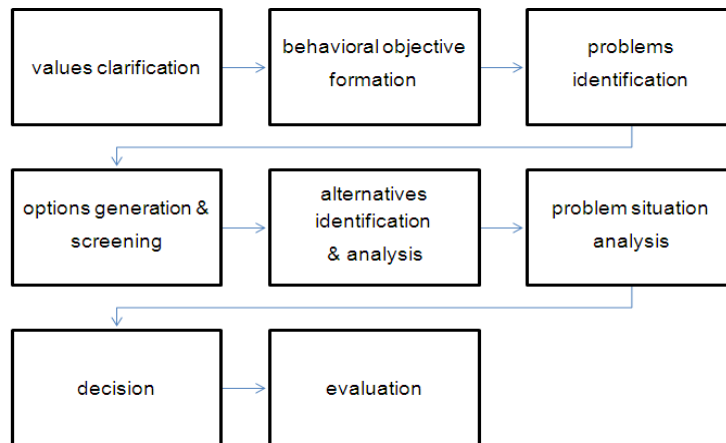 values clarification
behavioral objective
formation
problems
identification
options generation &
screening
alternatives
identification
& analysis
problem situation
analysis
decision
evaluation